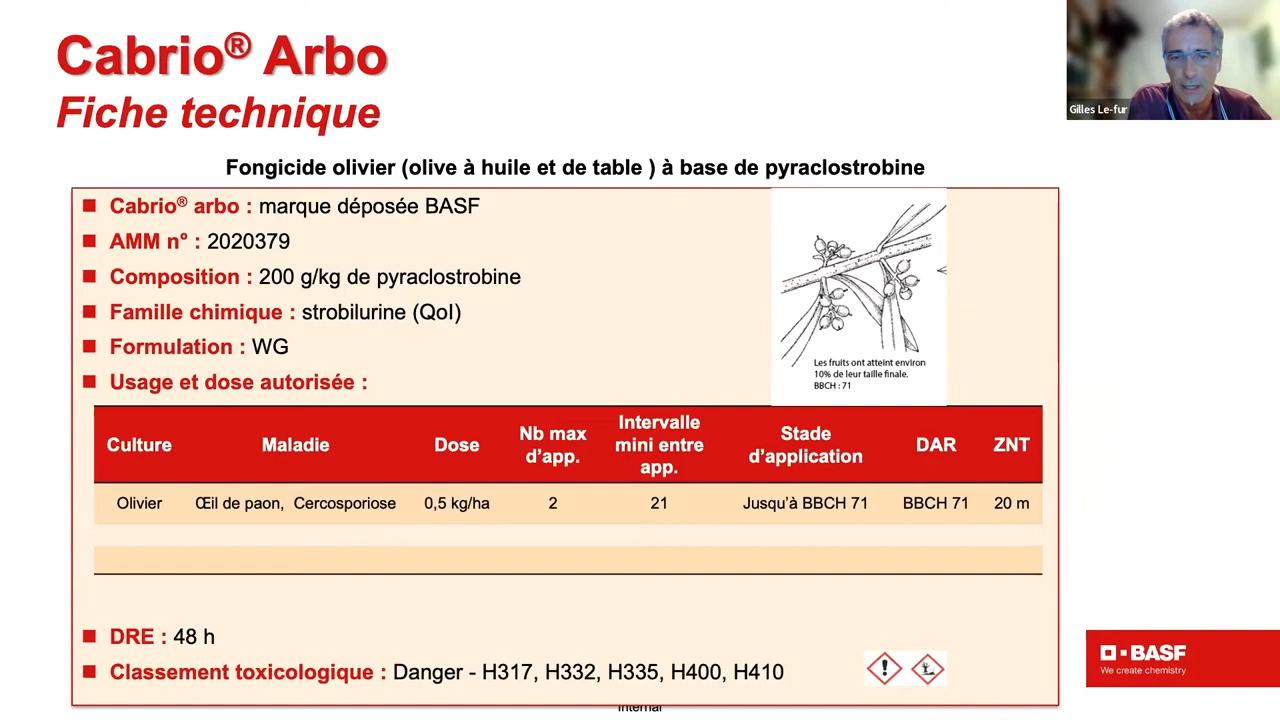 Cabrio® Arbo
Fiche technique
Gilles Le-fur
Fongicide olivier (olive à huile et de table ) à base de pyraclostrobine
■ Cabrio® arbo : marque déposée BASF
■ AMM n° : 2020379
■ Composition : 200 g/kg de pyraclostrobine
■ Famille chimique : strobilurine (QoI)
■ Formulation : WG
■ Usage et dose autorisée :
Les fruits ont atteint environ
10% de leur taille finale.
BBCH : 71
Culture Maladie Dose Nb max d’app. Intervalle mini entre app. Stade d’application DAR ZNT
Olivier Œil de paon, Cercosporiose 0,5 kg/ha 2 21 Jusqu’à BBCH 71 BBCH 71 20 m
■ DRE : 48 h
■ Classement toxicologique : Danger - H317, H332, H335, H400, H410
BASF
We create chemistry
Internal